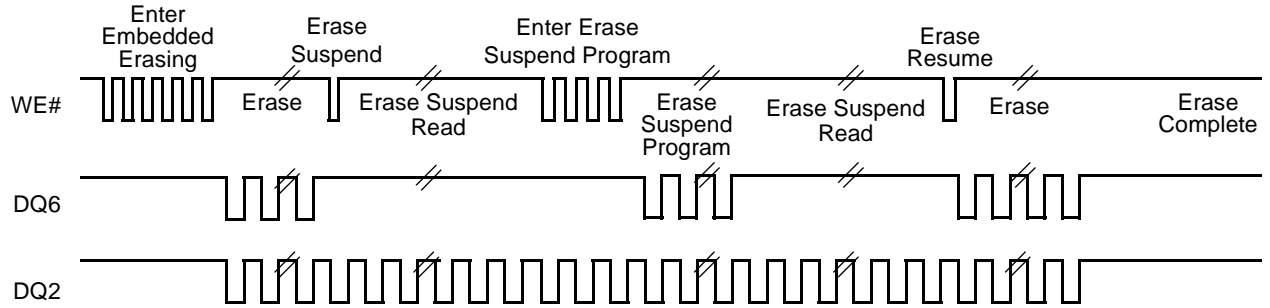 Enter
Embedded
Erasing
Erase
Suspend
Enter Erase
Suspend Program
Erase
Resume
WE#
Erase
Erase Suspend
Read
Erase
Suspend
Program
Erase Suspend
Read
Erase
Erase
Complete
DQ6
DQ2